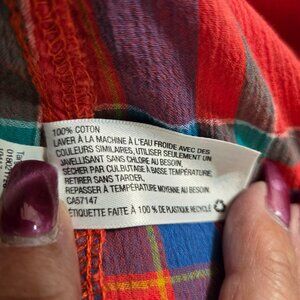 100% COTON
LAVER À LA MACHINE À L'EAU FROIDE AVEC DES
COULEURS SIMILAIRES, UTILISER SEULEMENT UN
JAVELLISANT SANS CHLORE AU BESOIN.
SÉCHER PAR CULBUTAGE À BASSE TEMPÉRATURE
RETIRER SANS TARDER.
REPASSER À TEMPÉRATURE MOYENNE AU BESOIN.
CA57147
ÉTIQUETTE FAITE À 100 % DE PLASTIQUE RECYCLÉ